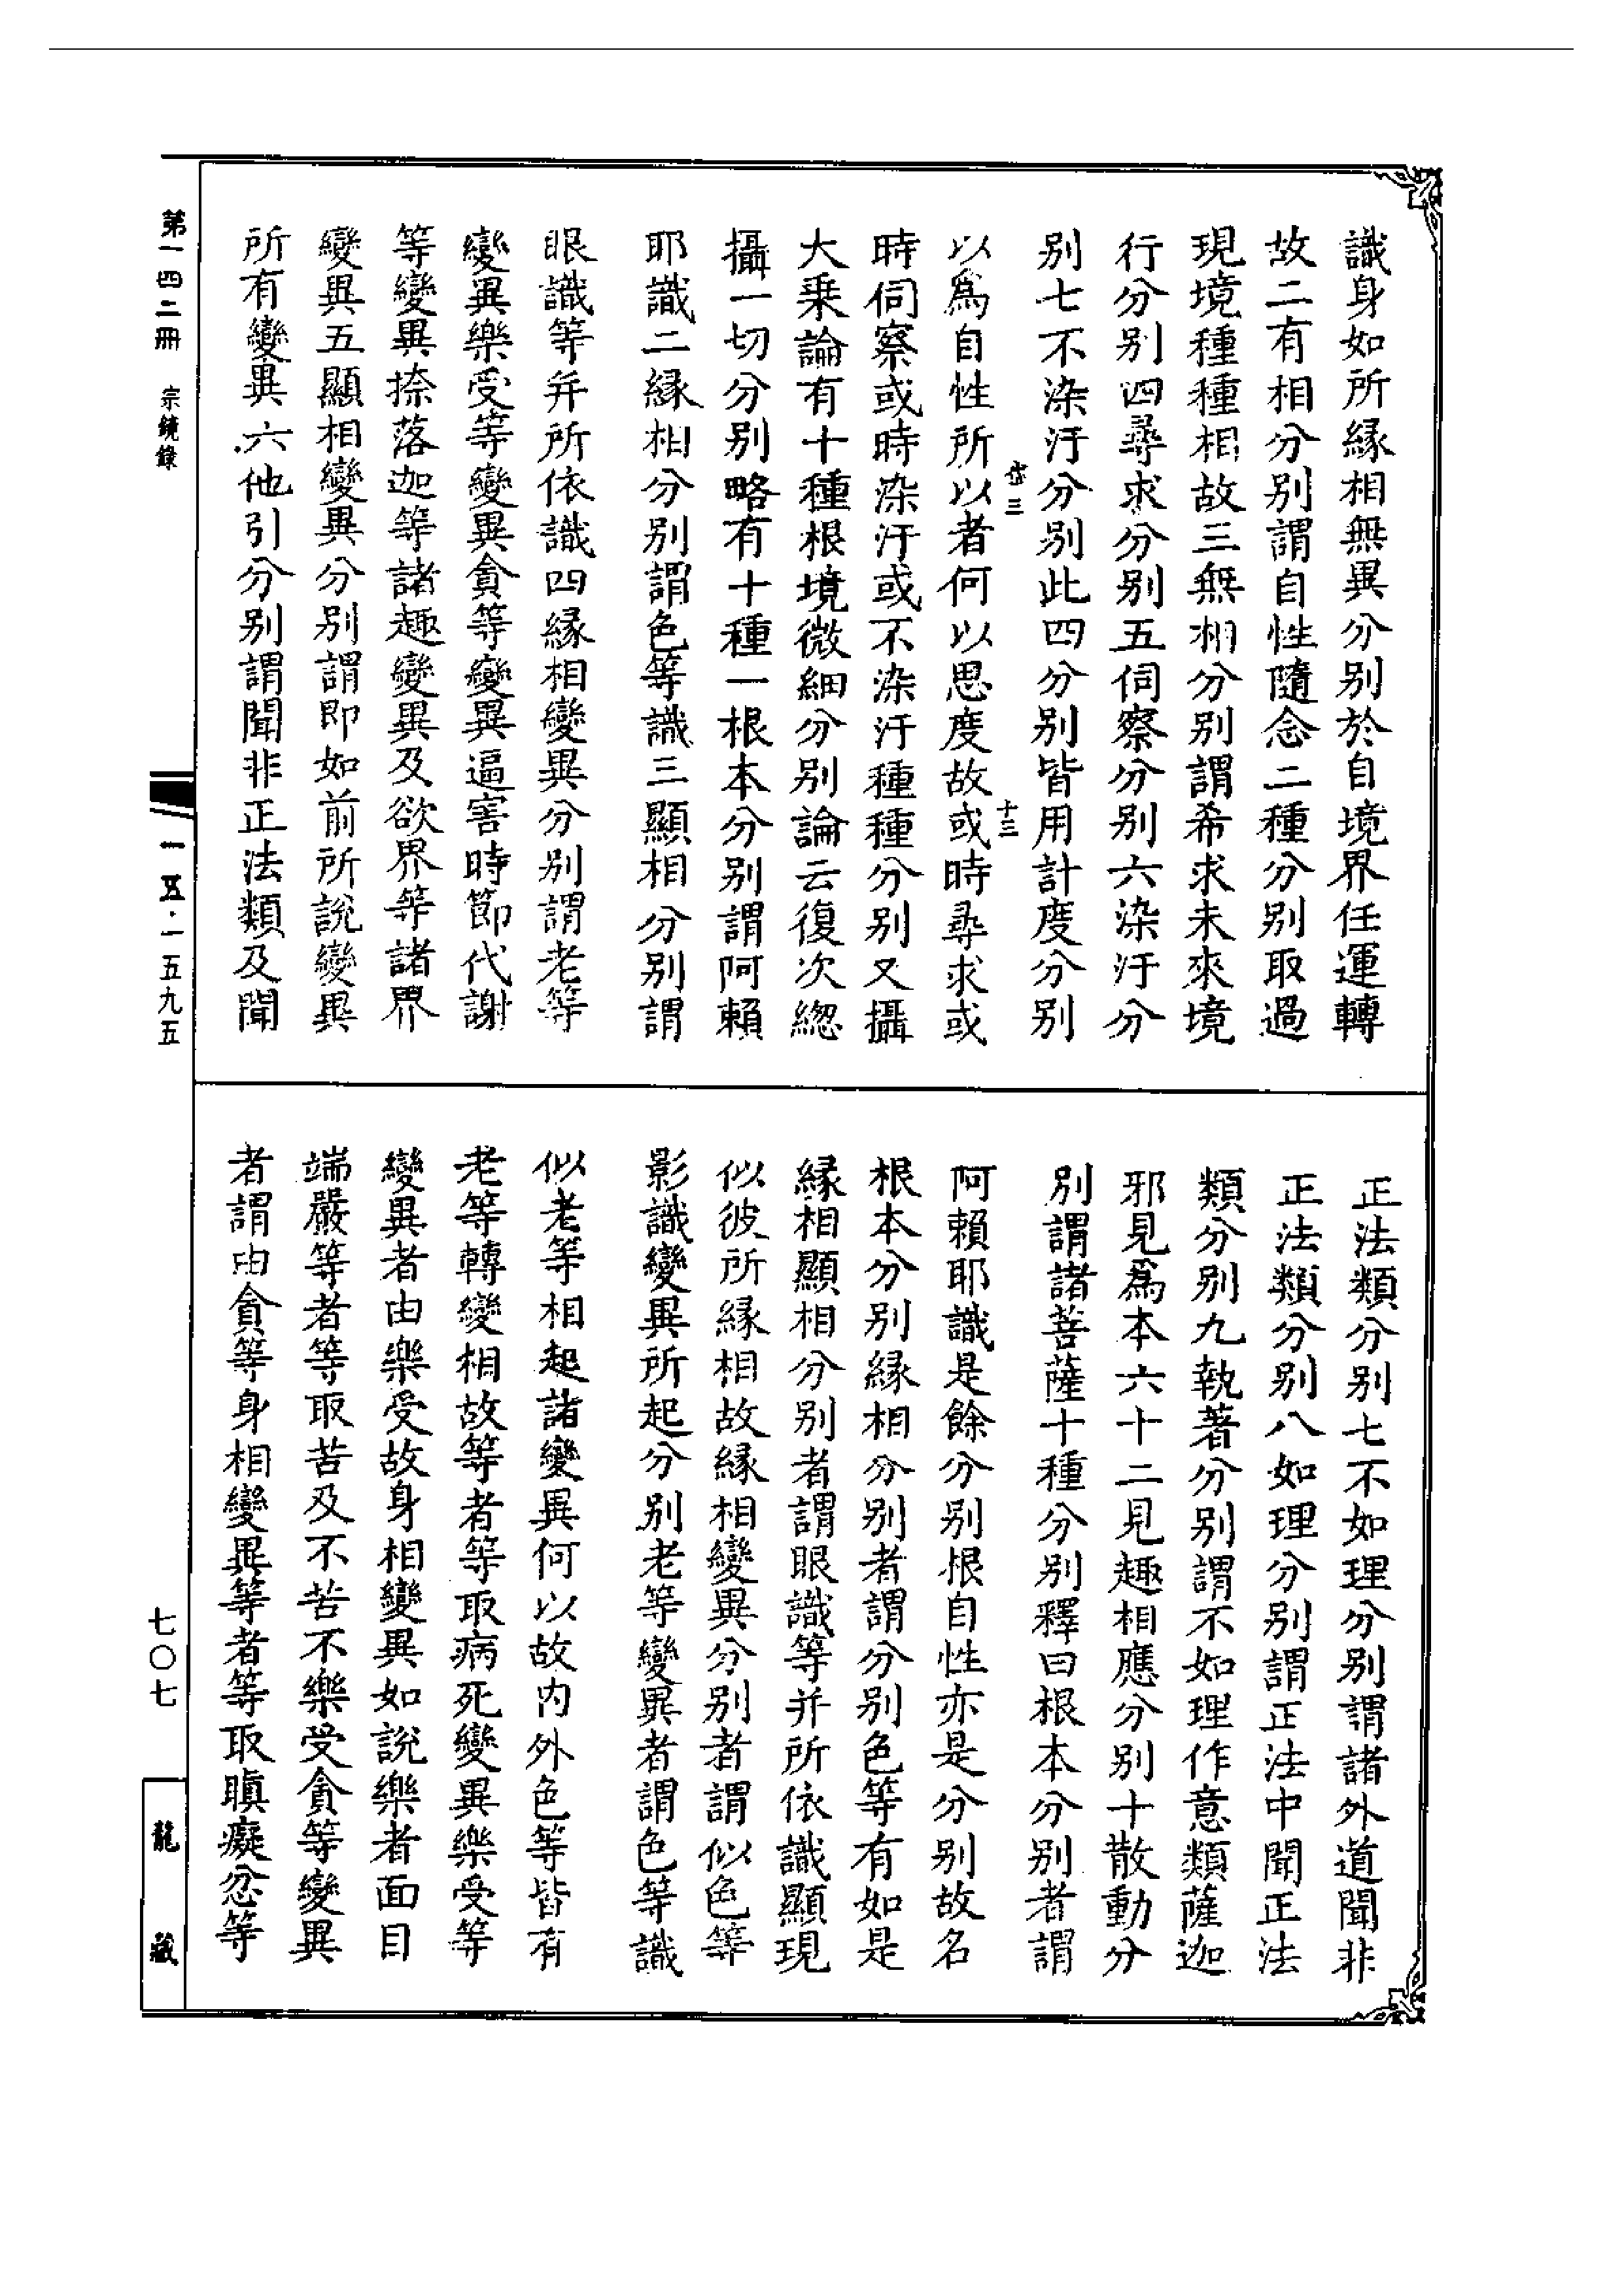 識身如所緣相無異分別於自境界任運轉
故二有相分別謂自性隨念二種分別取過
現境種種相故三無相分別謂希求未來境
行分別四尋求分別五伺察分別六染汙分
別七不染汙分別此四分別皆用計度分別
岱三 十三
以為自性所以者何以思度故或時尋求或
時伺察或時染汙或不染汙種種分別又攝
大乗論有十種根境微細分別論云復次緫
攝一切分別略有十種一根本分別謂阿賴
耶識二緣相分別謂色等識三顯相分別謂
眼識等并所依識四緣相變異分別謂老等
變異樂受等變異貪等變異逼害時節代謝
等變異捺落迦等諸趣變異及欲界等諸界
變異五顯相變異分別謂即如前所說變異
所有變異六他引分別謂聞非正法類及聞
正法類分別七不如理分別謂諸外道聞非
正法類分別八如理分別謂正法中聞正法
類分別九執著分別謂不如理作意類薩迦
邪見為本六十二見趣相應分別十散動分
別謂諸菩薩十種分別釋曰根本分別者謂
阿賴耶識是餘分別根自性亦是分別故名
根本分別緣相分別者謂分別色等有如是
緣相顯相分別者謂眼識等并所依識顯現
似彼所緣相故緣相變異分別者謂似色等
影識變異所起分別老等變異者謂色等識
似老等相起諸變異何以故内外色等皆有
老等轉變相故等者等取病死變異樂受等
變異者由樂受故身相變異如說樂者面目
端嚴等者等取苦及不苦不樂受貪等變異
者謂由貪等身相變異等者等取瞋癡忿等
第一四二冊 宗鏡錄
一五·一五九五
七〇七
龍藏